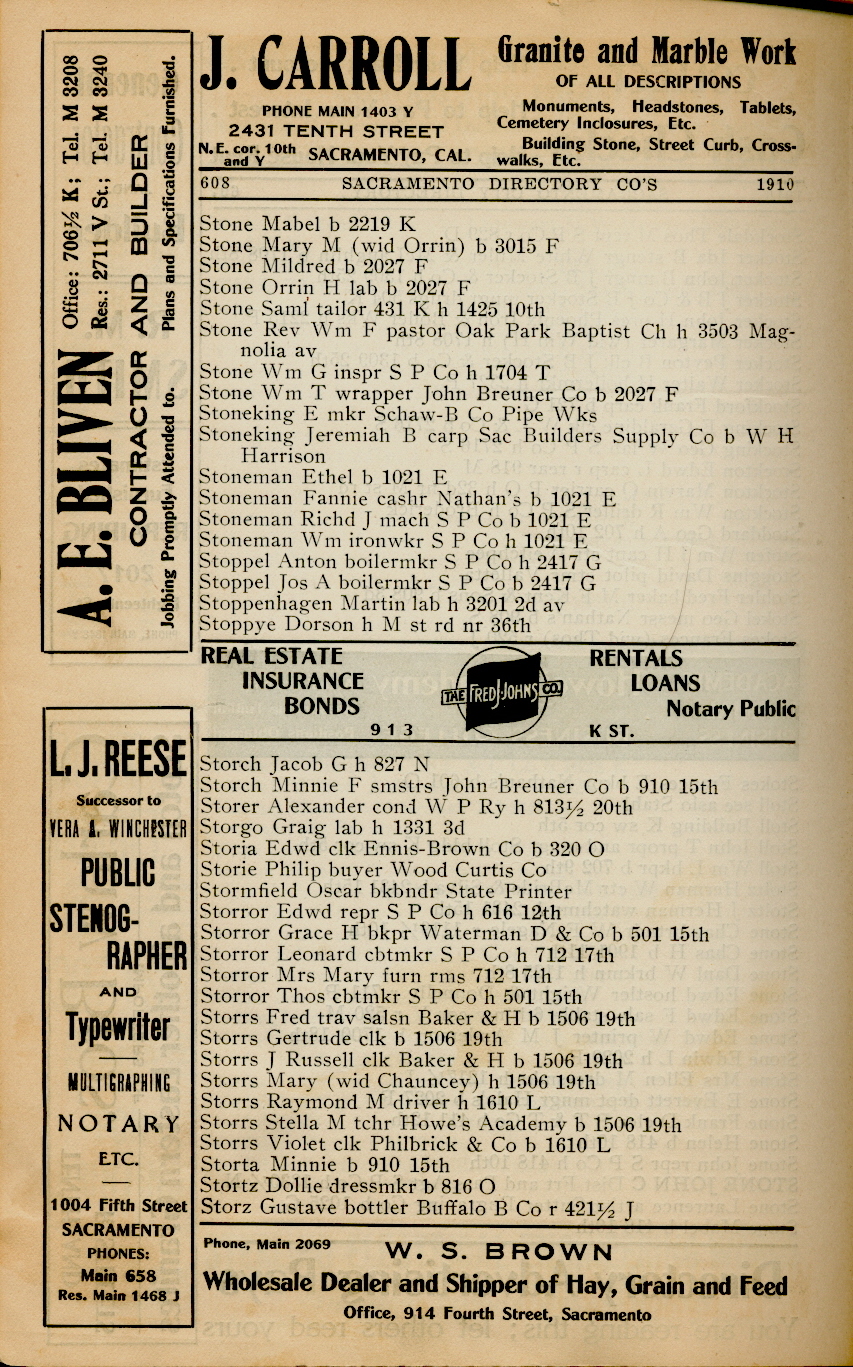 J. CARROLL
PHONE MAIN 1403 Y
2431 TENTH STREET
N.E. cor. 10th and Y SACRAMENTO, CAL.
Granite and Marble Work
OF ALL DESCRIPTIONS
Monuments, Headstones, Tablets,
Cemetery Inclosures, Etc.
Building Stone, Street Curb, Cross-
walks, Etc.
608 SACRAMENTO DIRECTORY CO'S 1910
A. E. BLIVEN
Office: 706½ K; Tel. M 3208
Res.: 2711 V St.; Tel. M 3240
CONTRACTOR AND BUILDER
Jobbing Promptly Attended to. Plans and Specifications Furnished.
Stone Mabel b 2219 K
Stone Mary M (wid Orrin) b 3015 F
Stone Mildred b 2027 F
Stone Orrin H lab b 2027 F
Stone Saml tailor 431 K h 1425 10th
Stone Rev Wm F pastor Oak Park Baptist Ch h 3503 Mag-
nolia av
Stone Wm G inspr S P Co h 1704 T
Stone Wm T wrapper John Breuner Co b 2027 F
Stoneking E mkr Schaw-B Co Pipe Wks
Stoneking Jeremiah B carp Sac Builders Supply Co b W H
Harrison
Stoneman Ethel b 1021 E
Stoneman Fannie cashr Nathan's b 1021 E
Stoneman Richd J mach S P Co b 1021 E
Stoneman Wm ironwkr S P Co h 1021 E
Stoppel Anton boilermkr S P Co h 2417 G
Stoppel Jos A boilermkr S P Co b 2417 G
Stoppenhagen Martin lab h 3201 2d av
Stoppye Dorson h M st rd nr 36th
REAL ESTATE
INSURANCE
BONDS
913
THE FRED J. JOHNS CO.
RENTALS
LOANS
Notary Public
K ST.
L. J. REESE
Successor to
VERA A. WINCHESTER
PUBLIC
STENOG-
RAPHER
AND
Typewriter
MULTIGRAPHING
NOTARY
ETC.
1004 Fifth Street
SACRAMENTO
PHONES:
Main 658
Res. Main 1468 J
Storch Jacob G h 827 N
Storch Minnie F smstrs John Breuner Co b 910 15th
Storer Alexander cond W P Ry h 813½ 20th
Storgo Graig lab h 1331 3d
Storia Edwd clk Ennis-Brown Co b 320 O
Storie Philip buyer Wood Curtis Co
Stormfield Oscar bkbndr State Printer
Storror Edwd repr S P Co h 616 12th
Storror Grace H bkpr Waterman D & Co b 501 15th
Storror Leonard cbtmkr S P Co h 712 17th
Storror Mrs Mary furn rms 712 17th
Storror Thos cbtmkr S P Co h 501 15th
Storrs Fred trav salsn Baker & H b 1506 19th
Storrs Gertrude clk b 1506 19th
Storrs J Russell clk Baker & H b 1506 19th
Storrs Mary (wid Chauncey) h 1506 19th
Storrs Raymond M driver h 1610 L
Storrs Stella M tchr Howe's Academy b 1506 19th
Storrs Violet clk Philbrick & Co b 1610 L
Storta Minnie b 910 15th
Stortz Dollie dressmkr b 816 O
Storz Gustave bottler Buffalo B Co r 421½ J
Phone, Main 2069 W. S. BROWN
Wholesale Dealer and Shipper of Hay, Grain and Feed
Office, 914 Fourth Street, Sacramento